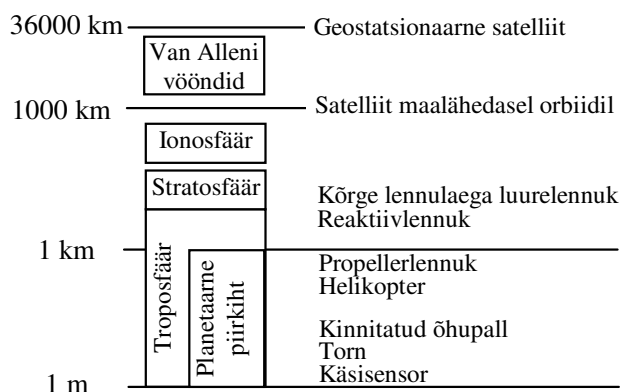 36000 km
Geostatsionaarne satelliit
Van Alleni
vööndid
1000 km
Satelliit maalähedasel orbiidil
Ionosfäär
Stratosfäär
Kõrge lennulaega luurelennuk
Reaktiivlennuk
1 km
Troposfäär
Planetaarne
piirkiht
Propellerlennuk
Helikopter
Kinnitatud õhupall
Torn
Käsisensor
1 m